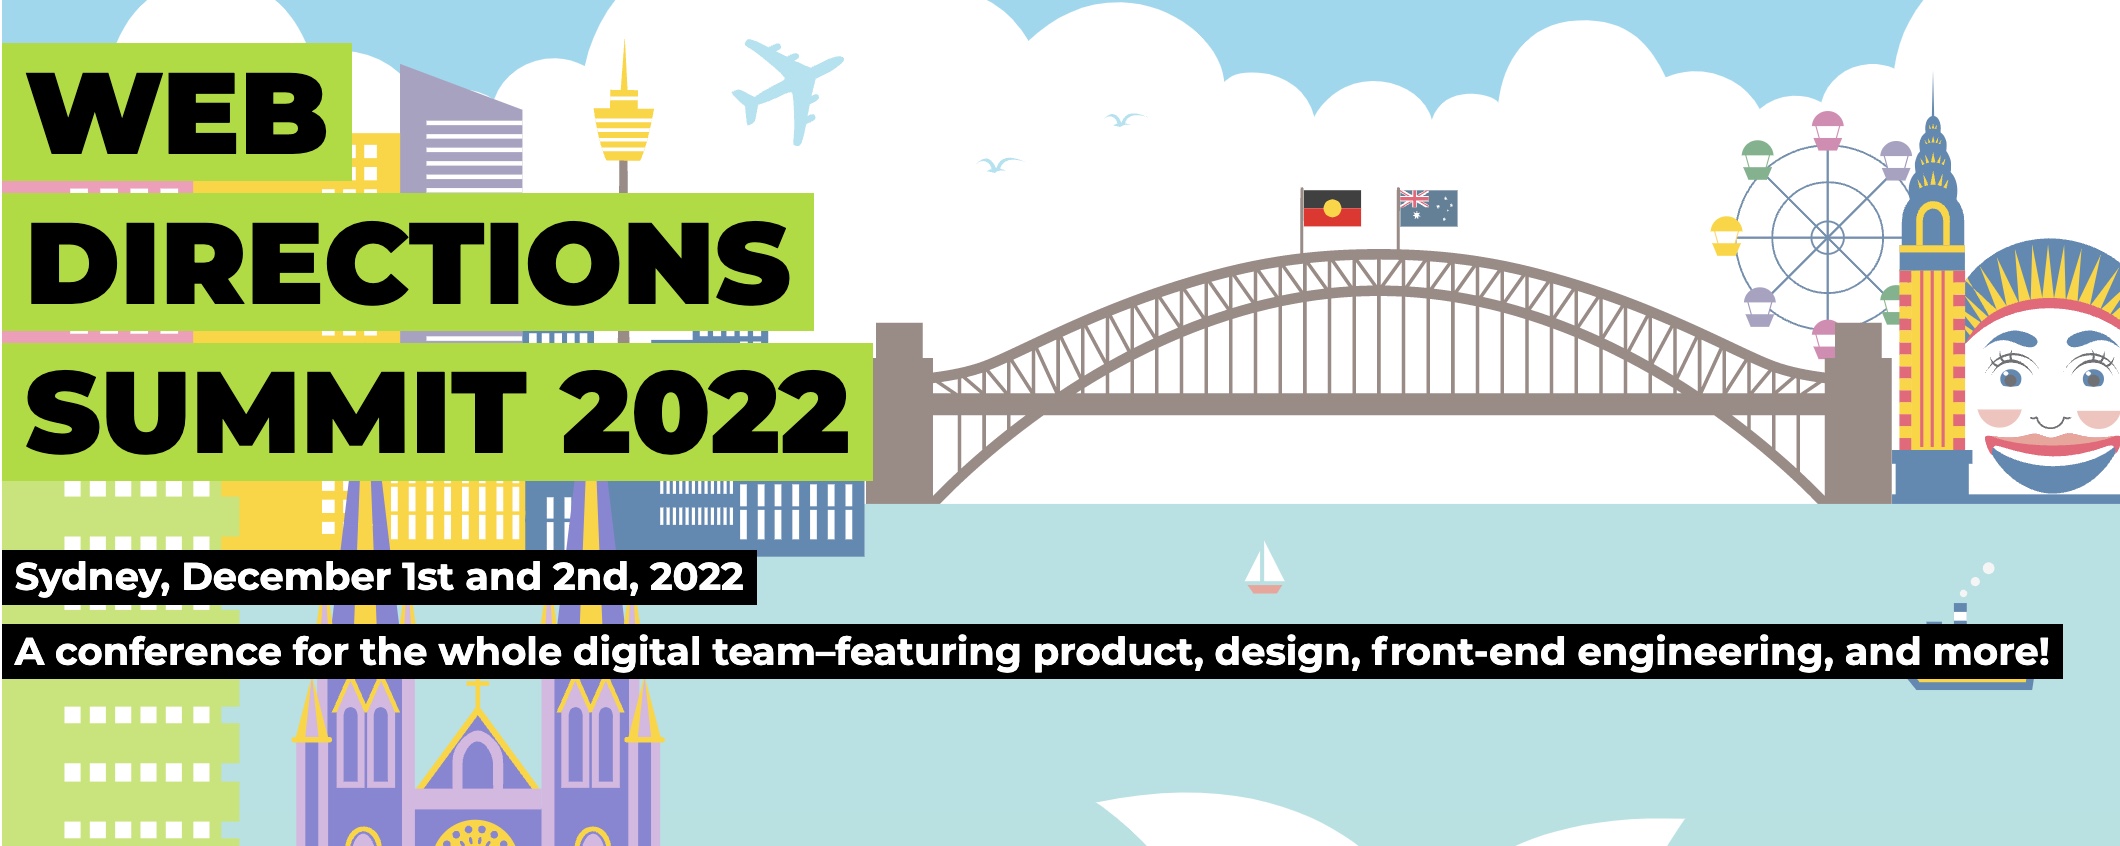 WEB
DIRECTIONS
SUMMIT 2022
Sydney, December 1st and 2nd, 2022
A conference for the whole digital team–featuring product, design, front-end engineering, and more!